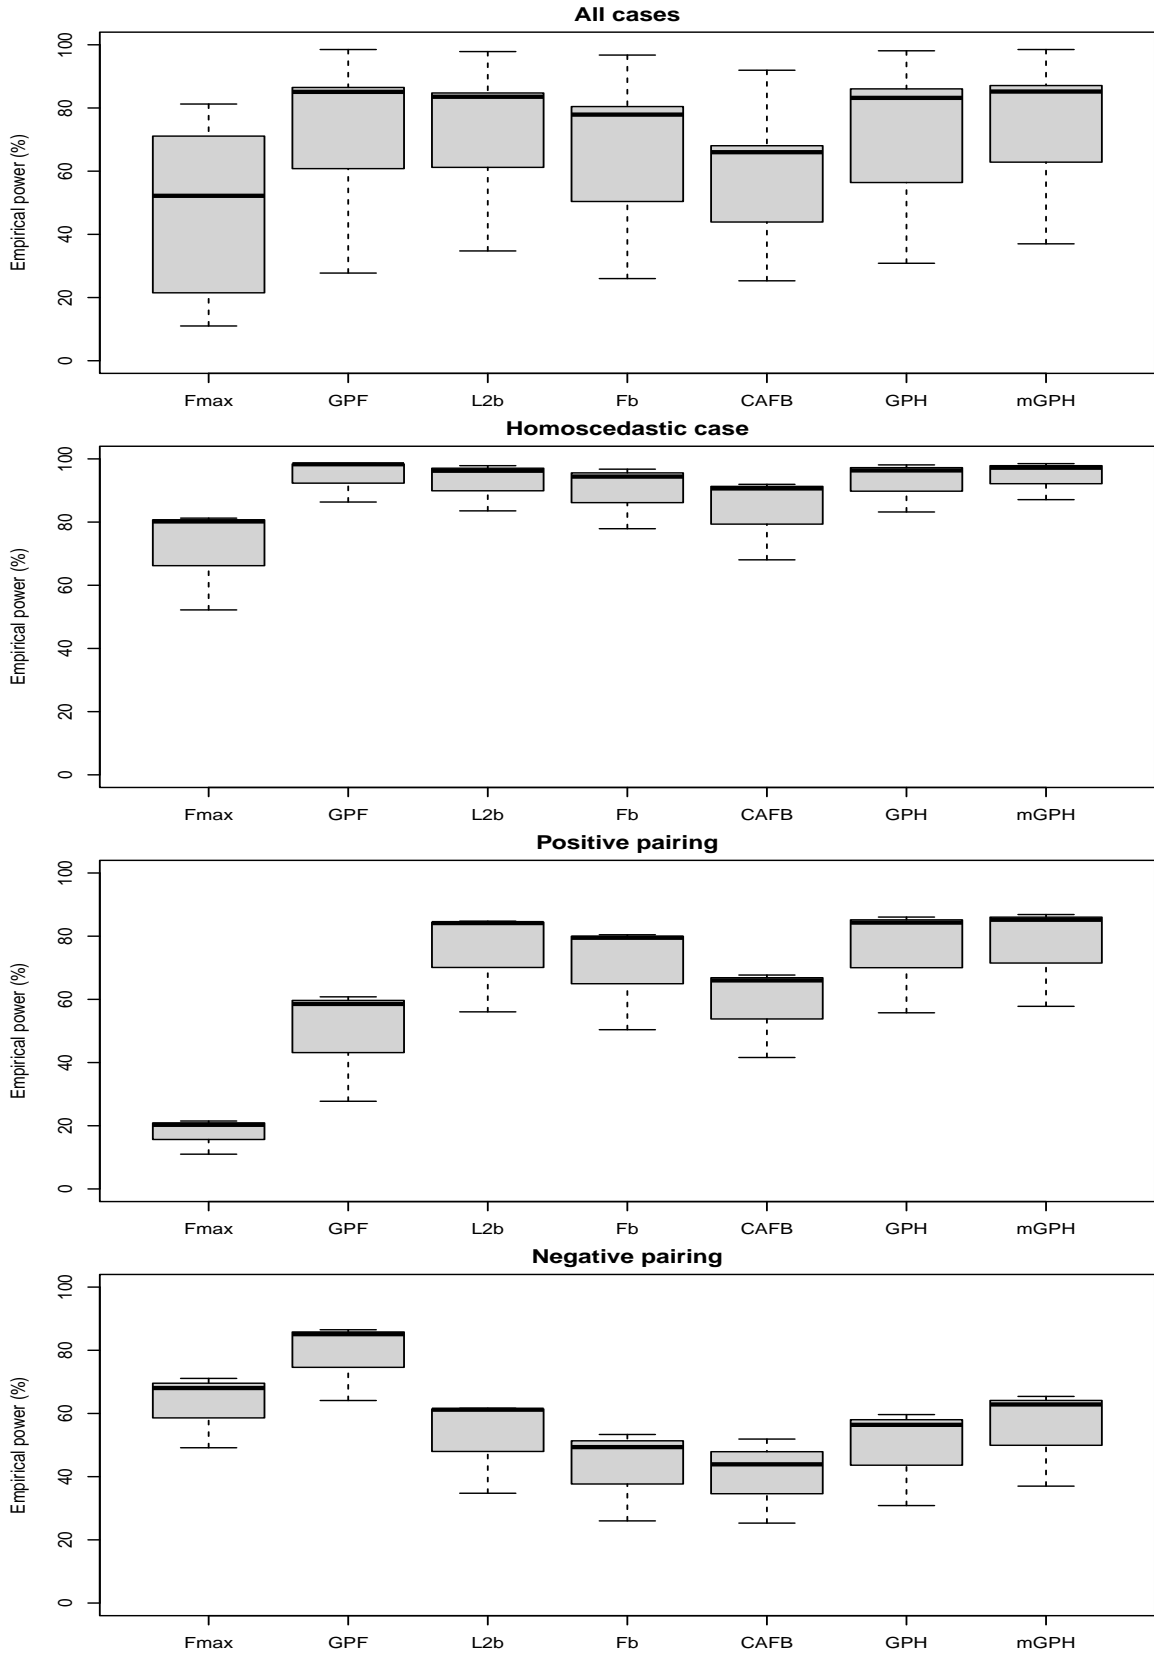 All cases
Empirical power (%)
0 20 40 60 80 100
Fmax GPF L2b Fb CAFB GPH mGPH
Homoscedastic case
Empirical power (%)
0 20 40 60 80 100
Fmax GPF L2b Fb CAFB GPH mGPH
Positive pairing
Empirical power (%)
0 20 40 60 80 100
Fmax GPF L2b Fb CAFB GPH mGPH
Negative pairing
Empirical power (%)
0 20 40 60 80 100
Fmax GPF L2b Fb CAFB GPH mGPH